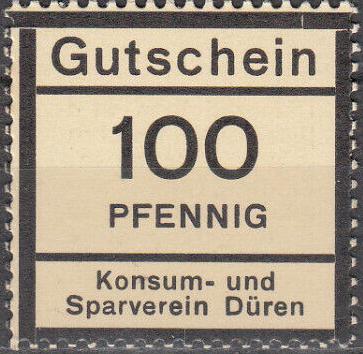 Gutschein
100
PFENNIG
Konsum- und
Sparverein Düren